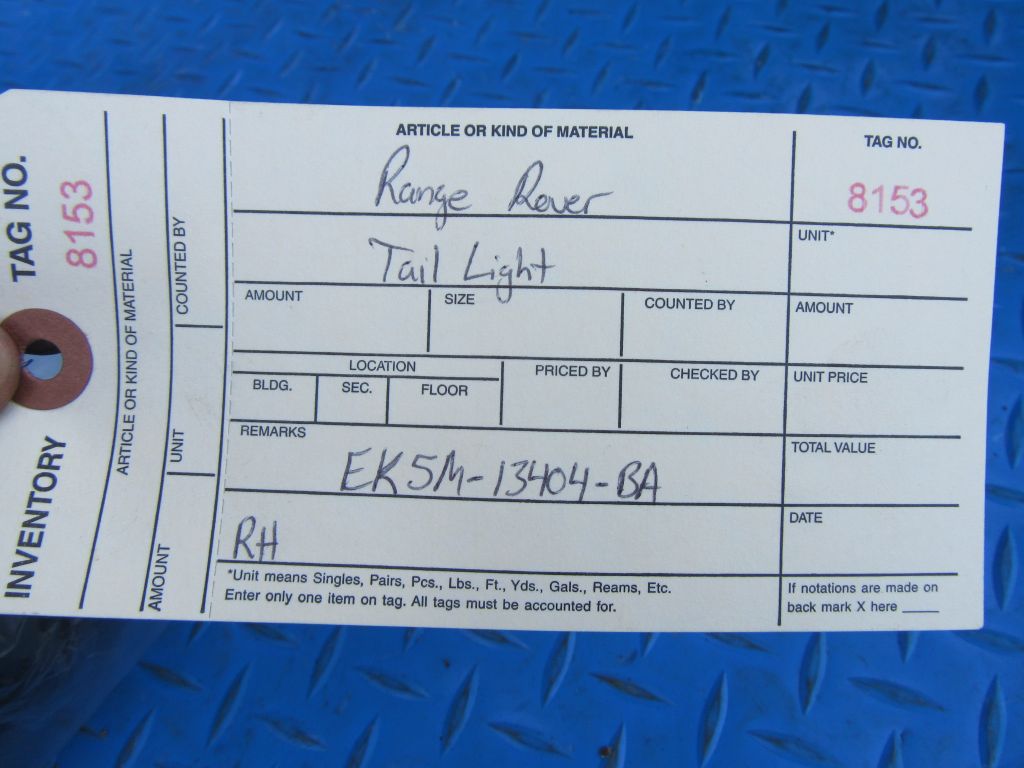 INVENTORY TAG NO.
8153
ARTICLE OR KIND OF MATERIAL
AMOUNT UNIT COUNTED BY
ARTICLE OR KIND OF MATERIAL
Range Rover
Tail Light
TAG NO.
8153
UNIT*
AMOUNT SIZE COUNTED BY AMOUNT
LOCATION
BLDG. SEC. FLOOR
PRICED BY CHECKED BY UNIT PRICE
REMARKS
EK5M-13404-BA
TOTAL VALUE
RH
DATE
*Unit means Singles, Pairs, Pcs., Lbs., Ft., Yds., Gals., Reams, Etc.
Enter only one item on tag. All tags must be accounted for.
If notations are made on
back mark X here _____